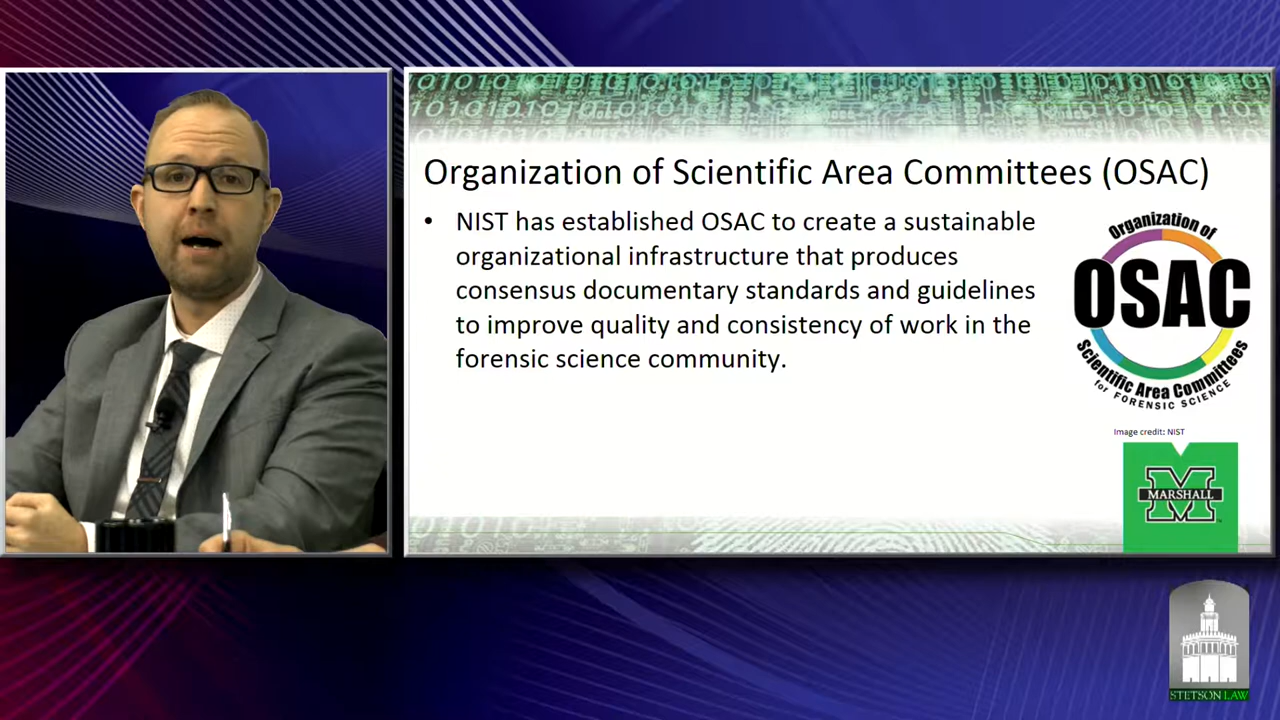 Organization of Scientific Area Committees (OSAC)
• NIST has established OSAC to create a sustainable
organizational infrastructure that produces
consensus documentary standards and guidelines
to improve quality and consistency of work in the
forensic science community.
Organization of
OSAC
Scientific Area Committees
for FORENSIC SCIENCE
Image credit: NIST
MARSHALL
STETSON LAW